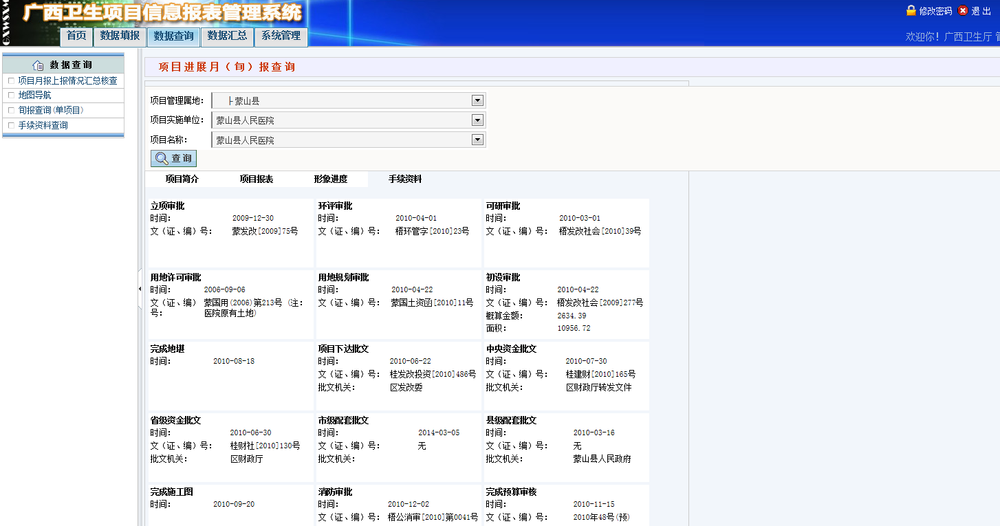 GXWXXM
广西卫生项目信息报表管理系统
修改密码 退 出
首页 数据填报 数据查询 数据汇总 系统管理
欢迎你！广西卫生厅 管
数据查询
项目月报上报情况汇总核查
地图导航
旬报查询(单项目)
手续资料查询
项目进展月（旬）报查询
项目管理属地: ├蒙山县
项目实施单位: 蒙山县人民医院
项目名称: 蒙山县人民医院
查 询
项目简介 项目报表 形象进度 手续资料
立项审批
时间: 2009-12-30
文（证、编）号: 蒙发改[2009]75号
环评审批
时间: 2010-04-01
文（证、编）号: 梧环管字[2010]23号
可研审批
时间: 2010-03-01
文（证、编）号: 梧发改社会[2010]39号
用地许可审批
时间: 2006-09-06
文（证、编）号: 蒙国用(2006)第213号 (注:
医院原有土地)
用地规划审批
时间: 2010-04-22
文（证、编）号: 蒙国土资函[2010]11号
初设审批
时间: 2010-04-22
文（证、编）号: 梧发改社会[2009]277号
概算金额: 2634.39
面积: 10956.72
完成地堪
时间: 2010-08-18
项目下达批文
时间: 2010-06-22
文（证、编）号: 桂发改投资[2010]486号
批文机关: 区发改委
中央资金批文
时间: 2010-07-30
文（证、编）号: 桂建财[2010]165号
批文机关: 区财政厅转发文件
省级资金批文
时间: 2010-06-30
文（证、编）号: 桂财社[2010]130号
批文机关: 区财政厅
市级配套批文
时间: 2014-03-05
文（证、编）号: 无
批文机关:
县级配套批文
时间: 2010-03-16
文（证、编）号: 无
批文机关: 蒙山县人民政府
完成施工图
时间: 2010-09-20
消防审批
时间: 2010-12-02
文（证、编）号: 梧公消审[2010]第0041号
完成预算审核
时间: 2010-11-15
文（证、编）号: 2010年48号(预)